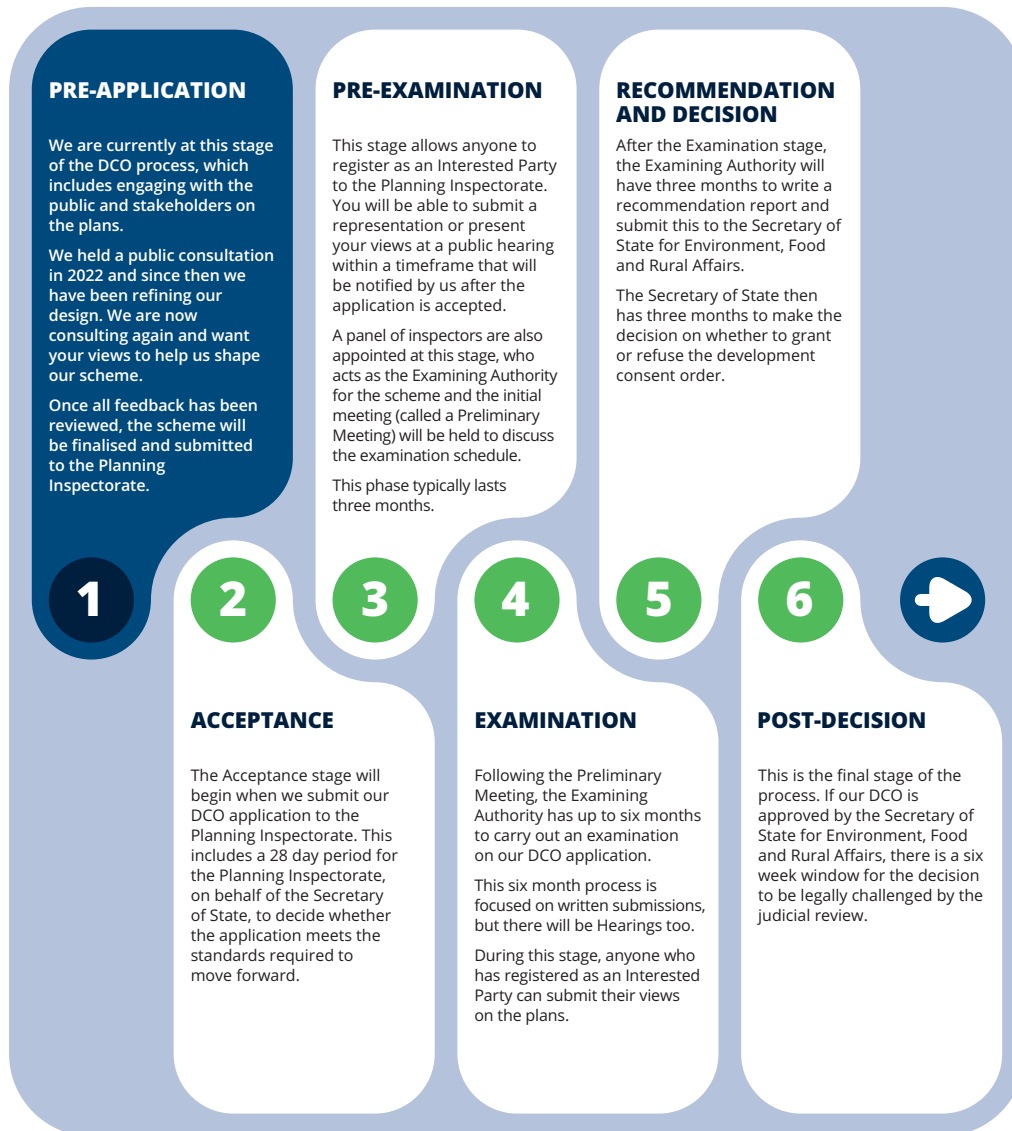 PRE-APPLICATION
We are currently at this stage
of the DCO process, which
includes engaging with the
public and stakeholders on
the plans.
We held a public consultation
in 2022 and since then we
have been refining our
design. We are now
consulting again and want
your views to help us shape
our scheme.
Once all feedback has been
reviewed, the scheme will
be finalised and submitted
to the Planning
Inspectorate.
1
2
ACCEPTANCE
The Acceptance stage will
begin when we submit our
DCO application to the
Planning Inspectorate. This
includes a 28 day period for
the Planning Inspectorate,
on behalf of the Secretary
of State, to decide whether
the application meets the
standards required to
move forward.
PRE-EXAMINATION
This stage allows anyone to
register as an Interested Party
to the Planning Inspectorate.
You will be able to submit a
representation or present
your views at a public hearing
within a timeframe that will
be notified by us after the
application is accepted.
A panel of inspectors are also
appointed at this stage, who
acts as the Examining Authority
for the scheme and the initial
meeting (called a Preliminary
Meeting) will be held to discuss
the examination schedule.
This phase typically lasts
three months.
3
4
EXAMINATION
Following the Preliminary
Meeting, the Examining
Authority has up to six months
to carry out an examination
on our DCO application.
This six month process is
focused on written submissions,
but there will be Hearings too.
During this stage, anyone who
has registered as an Interested
Party can submit their views
on the plans.
RECOMMENDATION
AND DECISION
After the Examination stage,
the Examining Authority will
have three months to write a
recommendation report and
submit this to the Secretary of
State for Environment, Food
and Rural Affairs.
The Secretary of State then
has three months to make the
decision on whether to grant
or refuse the development
consent order.
5
6
POST-DECISION
This is the final stage of the
process. If our DCO is
approved by the Secretary of
State for Environment, Food
and Rural Affairs, there is a six
week window for the decision
to be legally challenged by the
judicial review.